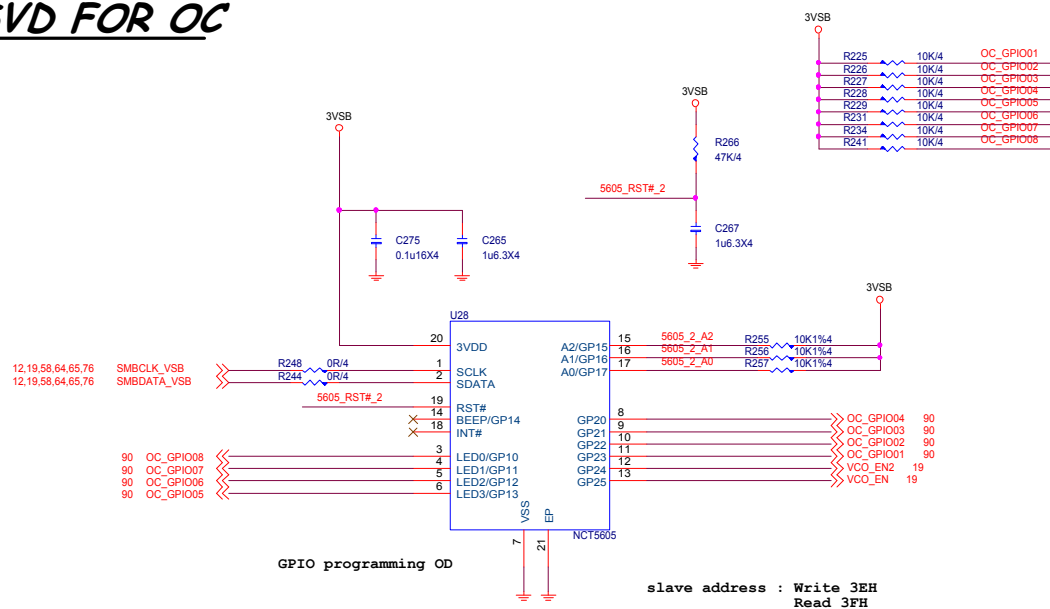 SVD FOR OC
3VSB
R225 10K/4 OC_GPIO01
R226 10K/4 OC_GPIO02
R227 10K/4 OC_GPIO03
R228 10K/4 OC_GPIO04
R229 10K/4 OC_GPIO05
R231 10K/4 OC_GPIO06
R234 10K/4 OC_GPIO07
R241 10K/4 OC_GPIO08
3VSB
R266
47K/4
5605_RST#_2
C267
1u6.3X4
3VSB
C275
0.1u16X4
C265
1u6.3X4
3VSB
U28
20 3VDD
12,19,58,64,65,76 SMBCLK_VSB R248 0R/4 1 SCLK
12,19,58,64,65,76 SMBDATA_VSB R244 0R/4 2 SDATA
5605_RST#_2 19 RST#
14 BEEP/GP14
18 INT#
90 OC_GPIO08 3 LED0/GP10
90 OC_GPIO07 4 LED1/GP11
90 OC_GPIO06 5 LED2/GP12
90 OC_GPIO05 6 LED3/GP13
A2/GP15 15 5605_2_A2 R255 10K1%4
A1/GP16 16 5605_2_A1 R256 10K1%4
A0/GP17 17 5605_2_A0 R257 10K1%4
GP20 8 OC_GPIO04 90
GP21 9 OC_GPIO03 90
GP22 10 OC_GPIO02 90
GP23 11 OC_GPIO01 90
GP24 12 VCO_EN2 19
GP25 13 VCO_EN 19
VSS EP
7 21
NCT5605
GPIO programming OD
slave address : Write 3EH
Read 3FH